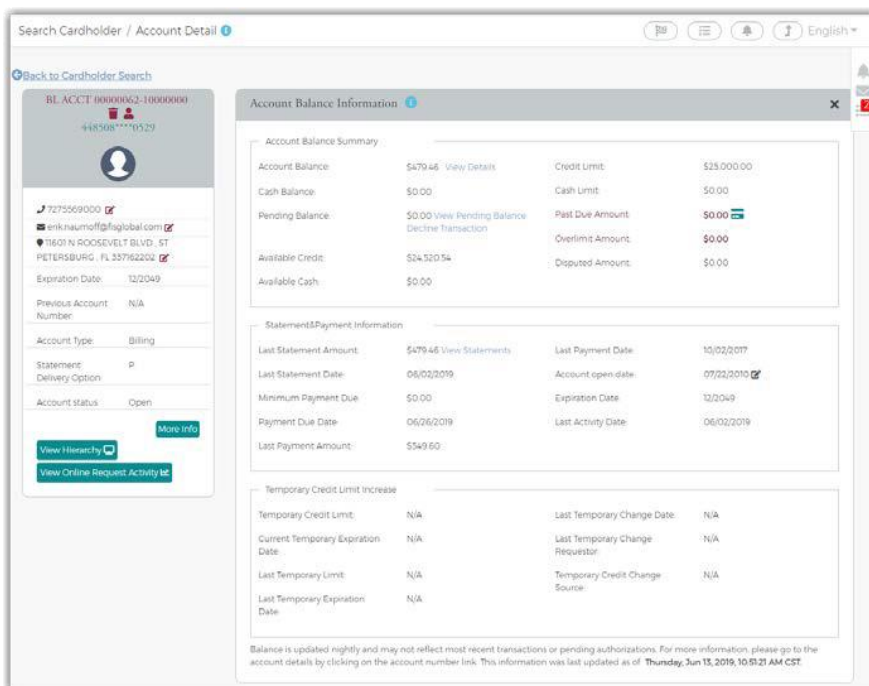 Search Cardholder / Account Detail
English
Back to Cardholder Search
BL ACCT 00000062-10000000
448508****0529
7275569000
erik.naumoff@fisglobal.com
11601 N ROOSEVELT BLVD , ST
PETERSBURG , FL 337162202
Expiration Date: 12/2049
Previous Account Number: N/A
Account Type: Billing
Statement Delivery Option: P
Account status: Open
More Info
View Hierarchy
View Online Request Activity
Account Balance Information
Account Balance Summary
Account Balance: $479.46 View Details Credit Limit: $25,000.00
Cash Balance: $0.00 Cash Limit: $0.00
Pending Balance: $0.00 View Pending Balance Past Due Amount: $0.00
Decline Transaction
Overlimit Amount: $0.00
Available Credit: $24,520.54 Disputed Amount: $0.00
Available Cash: $0.00
Statement&Payment Information
Last Statement Amount: $479.46 View Statements Last Payment Date: 10/02/2017
Last Statement Date: 06/02/2019 Account open date: 07/22/2010
Minimum Payment Due: $0.00 Expiration Date: 12/2049
Payment Due Date: 06/26/2019 Last Activity Date: 06/02/2019
Last Payment Amount: $349.60
Temporary Credit Limit Increase
Temporary Credit Limit: N/A Last Temporary Change Date: N/A
Current Temporary Expiration Date: N/A Last Temporary Change Requestor: N/A
Last Temporary Limit: N/A Temporary Credit Change Source: N/A
Last Temporary Expiration Date: N/A
Balance is updated nightly and may not reflect most recent transactions or pending authorizations. For more information, please go to the
account details by clicking on the account number link. This information was last updated as of Thursday, Jun 13, 2019, 10:51:21 AM CST.